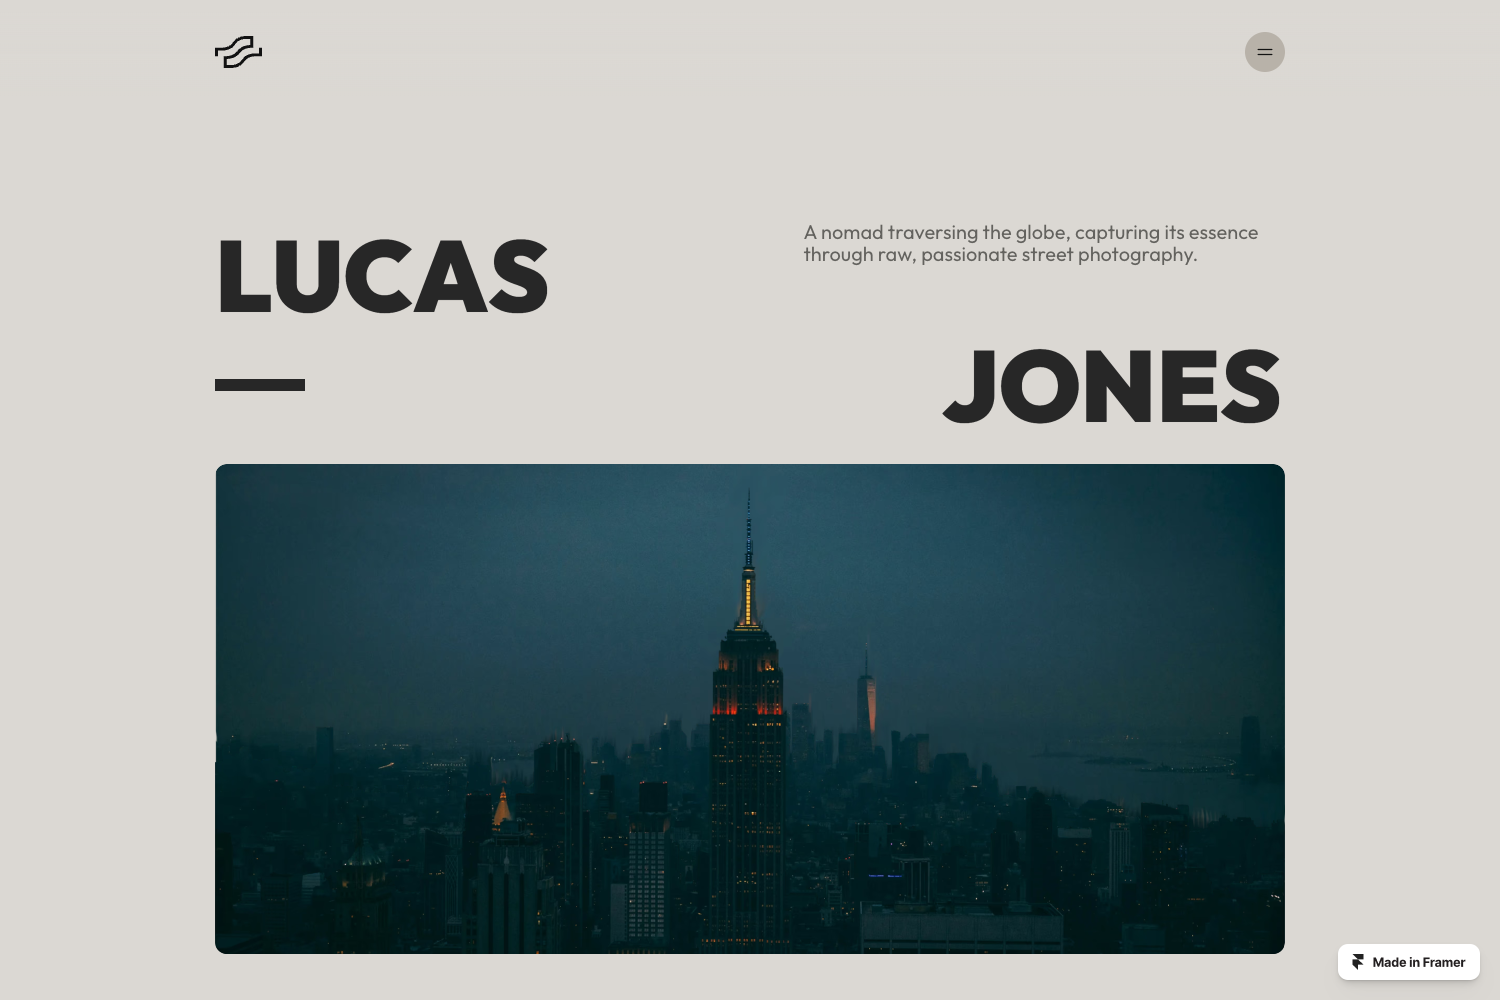 LUCAS
A nomad traversing the globe, capturing its essence
through raw, passionate street photography.
JONES
Made in Framer